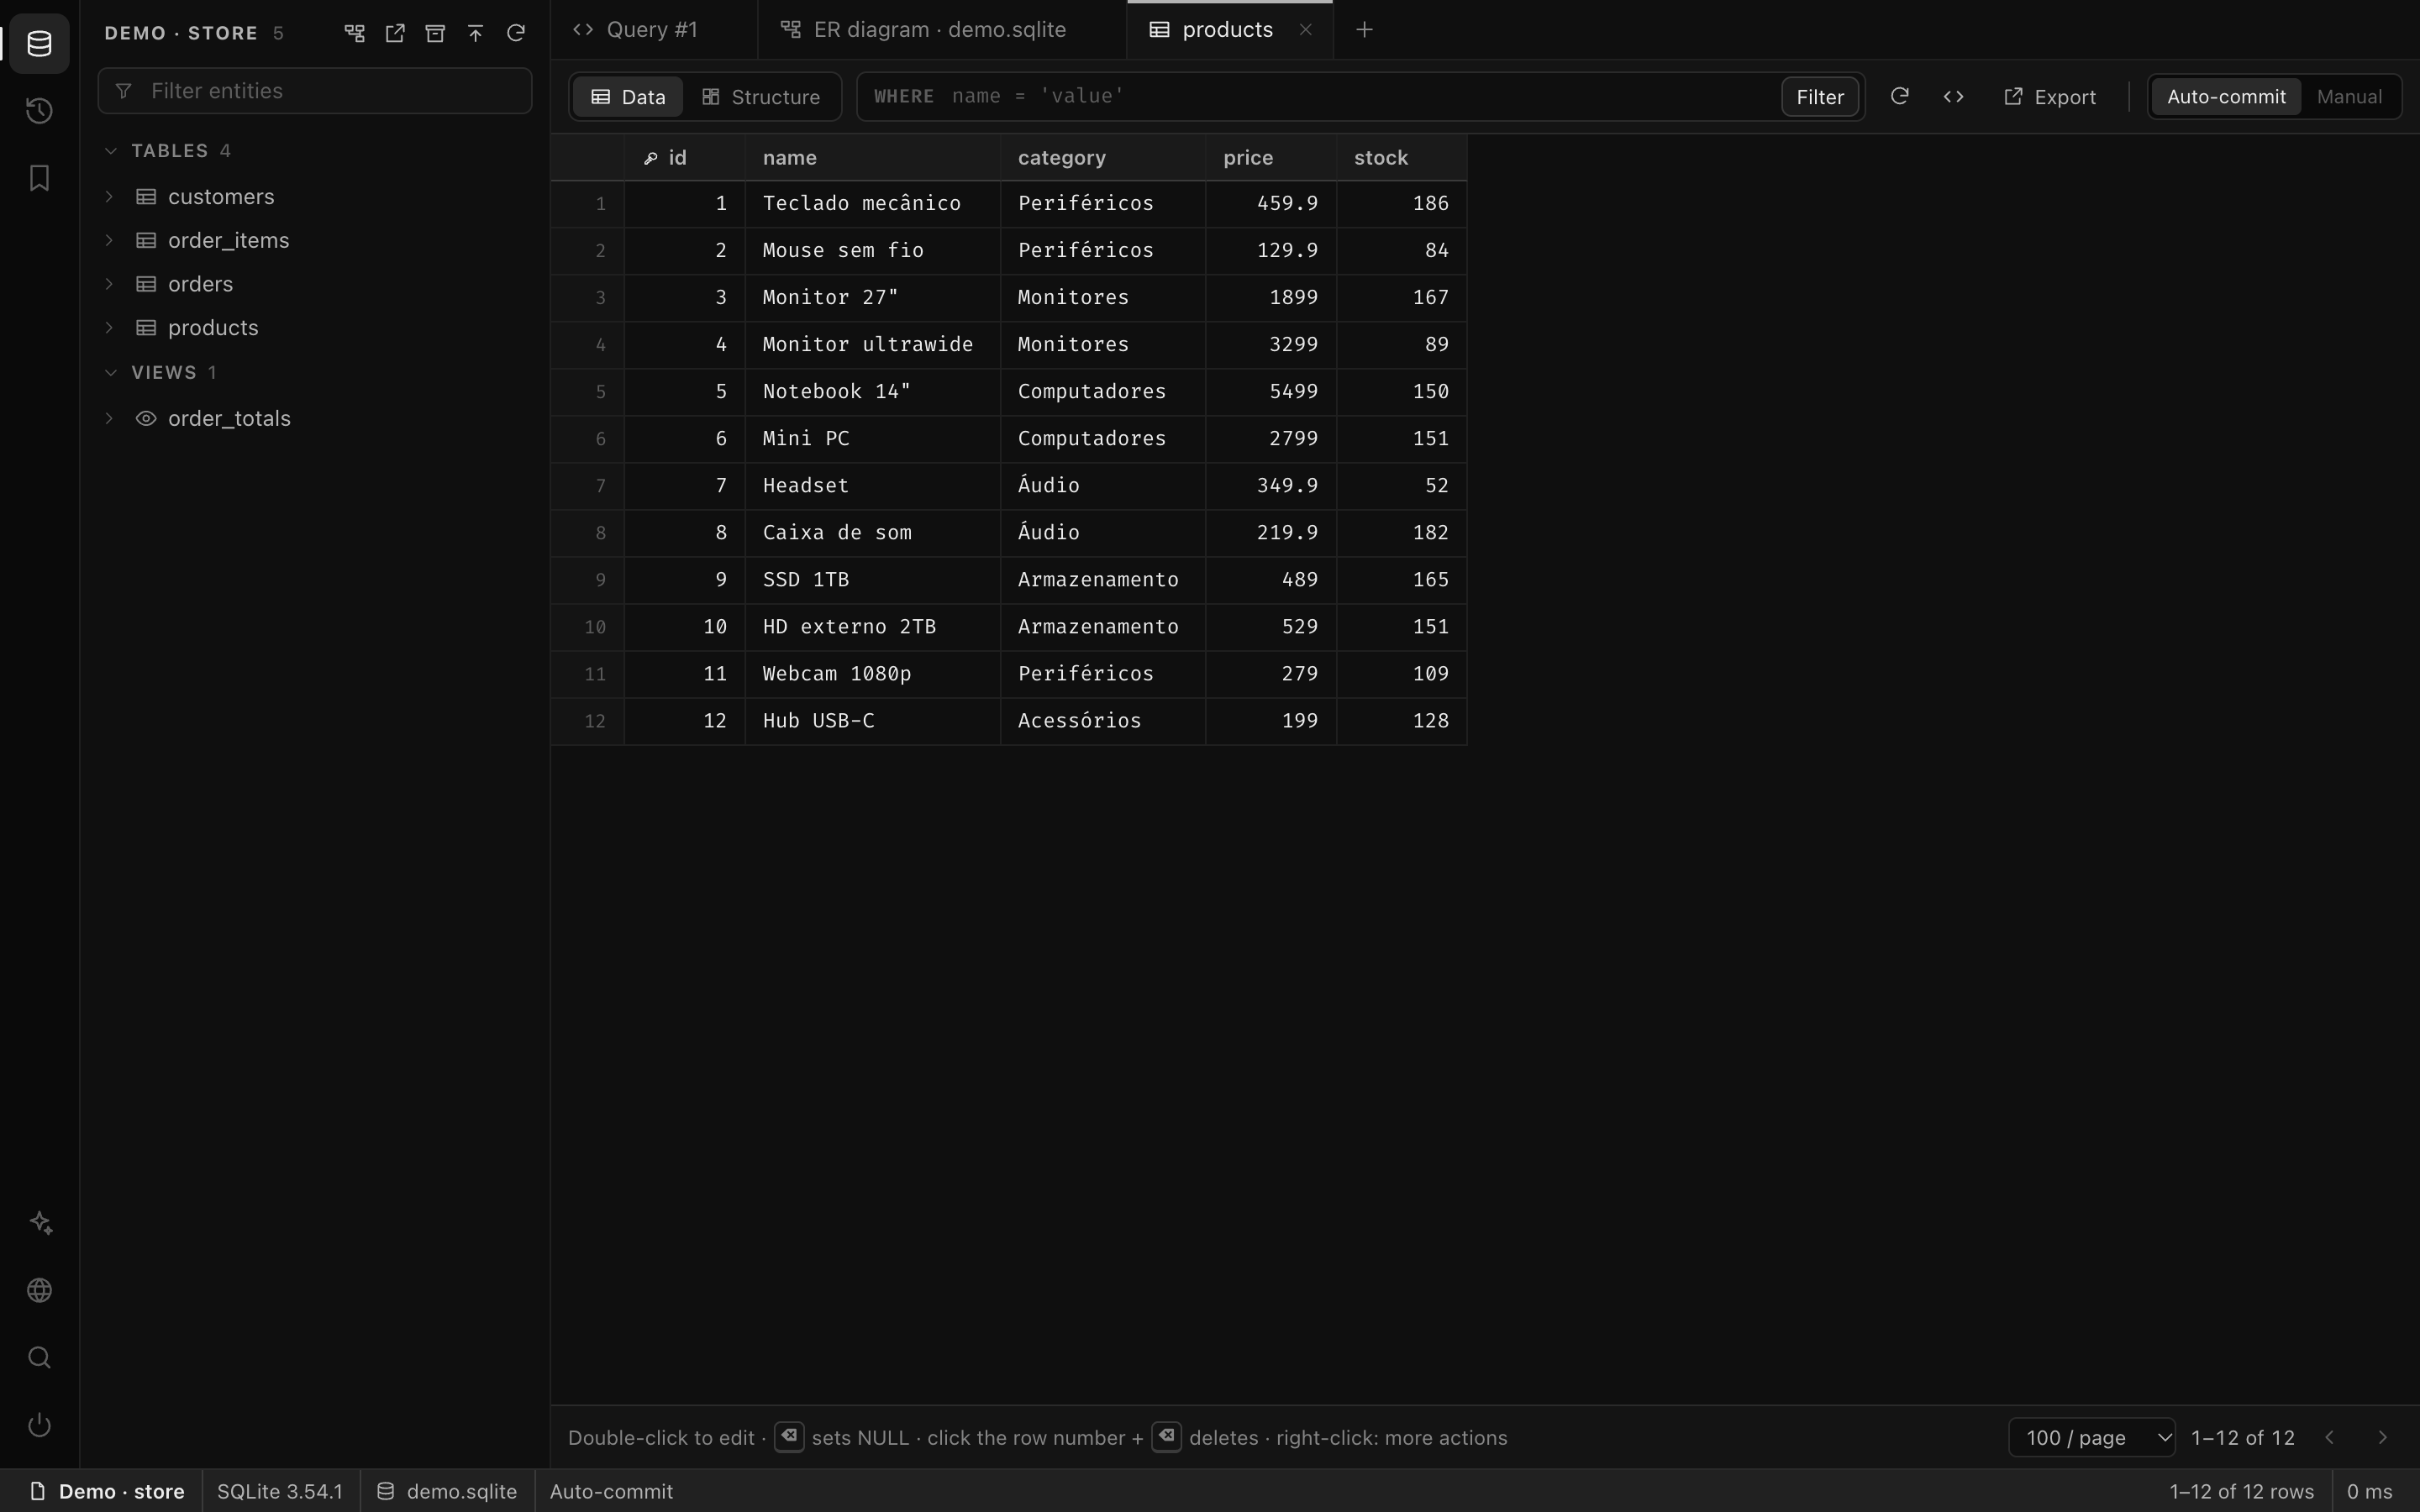 DEMO · STORE 5
Filter entities
TABLES 4
customers
order_items
orders
products
VIEWS 1
order_totals
Query #1
ER diagram · demo.sqlite
products
Data
Structure
WHERE name = 'value'
Filter
Export
Auto-commit
Manual
id name category price stock
1 1 Teclado mecânico Periféricos 459.9 186
2 2 Mouse sem fio Periféricos 129.9 84
3 3 Monitor 27" Monitores 1899 167
4 4 Monitor ultrawide Monitores 3299 89
5 5 Notebook 14" Computadores 5499 150
6 6 Mini PC Computadores 2799 151
7 7 Headset Áudio 349.9 52
8 8 Caixa de som Áudio 219.9 182
9 9 SSD 1TB Armazenamento 489 165
10 10 HD externo 2TB Armazenamento 529 151
11 11 Webcam 1080p Periféricos 279 109
12 12 Hub USB-C Acessórios 199 128
Double-click to edit · ⌫ sets NULL · click the row number + ⌫ deletes · right-click: more actions
100 / page
1–12 of 12
Demo · store
SQLite 3.54.1
demo.sqlite
Auto-commit
1–12 of 12 rows
0 ms